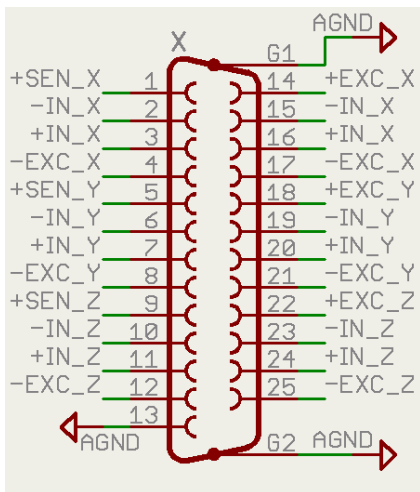 AGND
X
G1
+SEN_X 1 14 +EXC_X
-IN_X 2 15 -IN_X
+IN_X 3 16 +IN_X
-EXC_X 4 17 -EXC_X
+SEN_Y 5 18 +EXC_Y
-IN_Y 6 19 -IN_Y
+IN_Y 7 20 +IN_Y
-EXC_Y 8 21 -EXC_Y
+SEN_Z 9 22 +EXC_Z
-IN_Z 10 23 -IN_Z
+IN_Z 11 24 +IN_Z
-EXC_Z 12 25 -EXC_Z
13
AGND G2 AGND